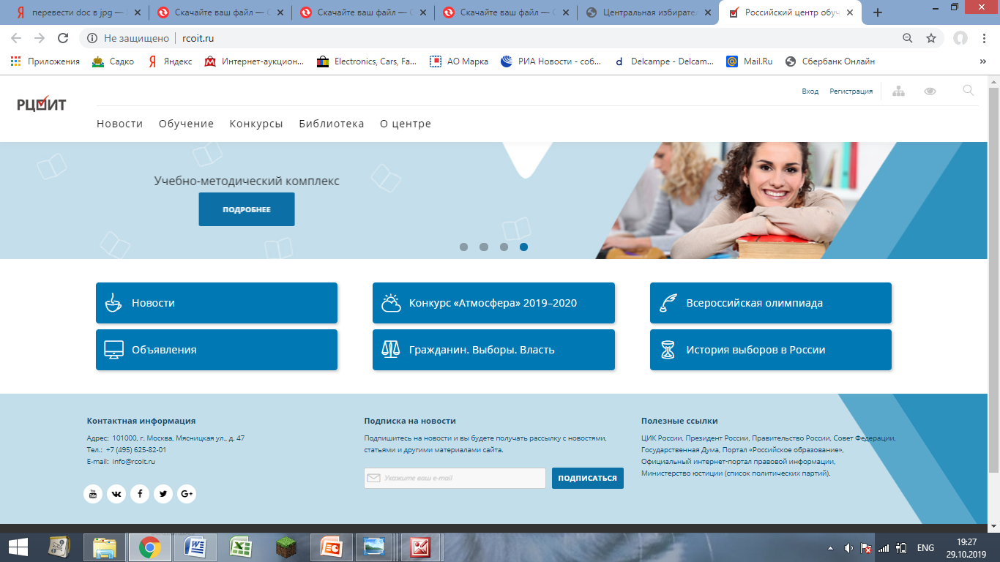 перевести doc в jpg —
Скачайте ваш файл —
Скачайте ваш файл —
Скачайте ваш файл —
Центральная избирател
Российский центр обуч
Не защищено
rcoit.ru
Приложения
Садко
Яндекс
Интернет-аукцион...
Electronics, Cars, Fa...
АО Марка
РИА Новости - соб...
Delcampe - Delcam...
Mail.Ru
Сбербанк Онлайн
РЦОИТ
Вход
Регистрация
Новости
Обучение
Конкурсы
Библиотека
О центре
Учебно-методический комплекс
ПОДРОБНЕЕ
Новости
Конкурс «Атмосфера» 2019–2020
Всероссийская олимпиада
Объявления
Гражданин. Выборы. Власть
История выборов в России
Контактная информация
Адрес: 101000, г. Москва, Мясницкая ул., д. 47
Тел.: +7 (495) 625-82-01
E-mail: info@rcoit.ru
Подписка на новости
Подпишитесь на новости и вы будете получать рассылку с новостями,
статьями и другими материалами сайта.
Укажите ваш e-mail
ПОДПИСАТЬСЯ
Полезные ссылки
ЦИК России, Президент России, Правительство России, Совет Федерации,
Государственная Дума, Портал «Российское образование»,
Официальный интернет-портал правовой информации,
Министерство юстиции (список политических партий).
ENG
19:27
29.10.2019